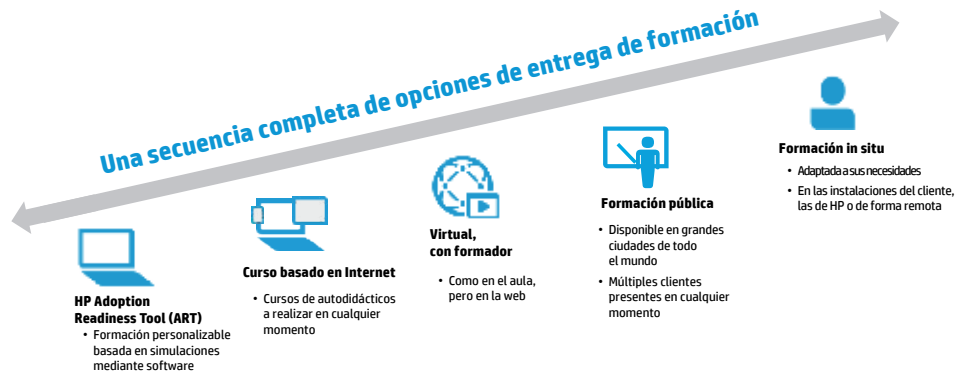 Una secuencia completa de opciones de entrega de formación
HP Adoption
Readiness Tool (ART)
• Formación personalizable
basada en simulaciones
mediante software
Curso basado en Internet
• Cursos de autodidácticos
a realizar en cualquier
momento
Virtual,
con formador
• Como en el aula,
pero en la web
Formación pública
• Disponible en grandes
ciudades de todo
el mundo
• Múltiples clientes
presentes en cualquier
momento
Formación in situ
• Adaptada a sus necesidades
• En las instalaciones del cliente,
las de HP o de forma remota